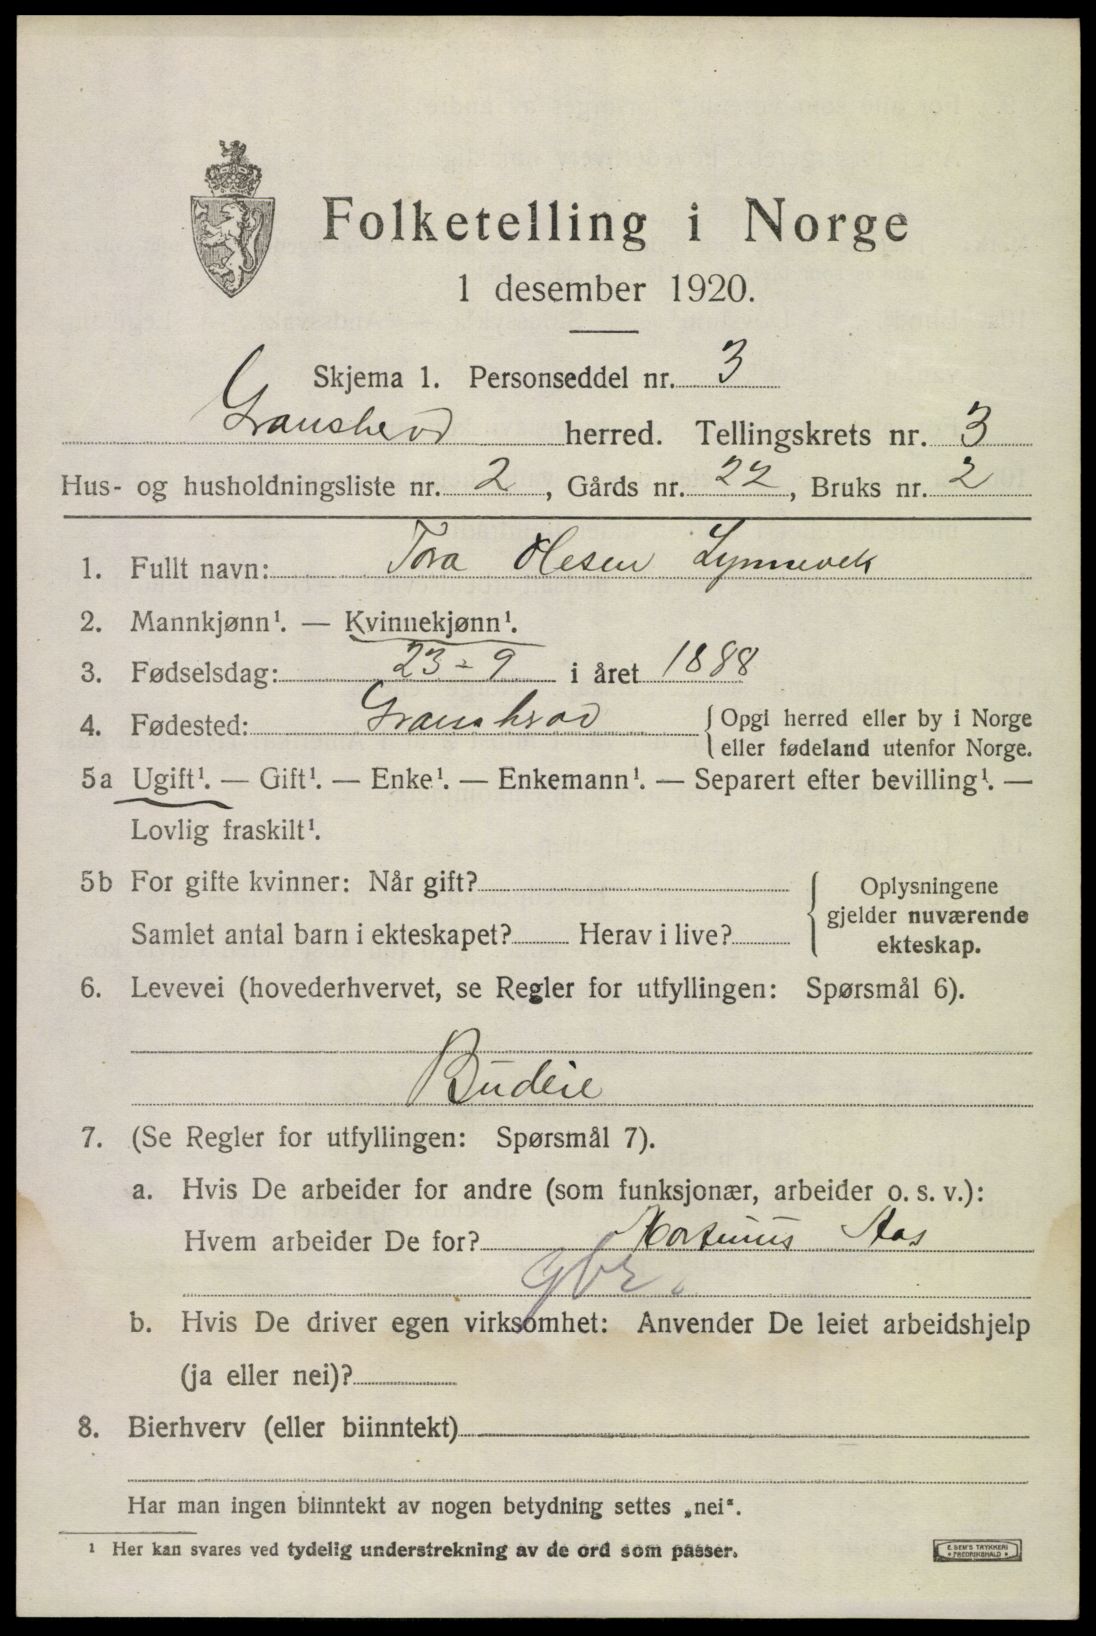 Folketelling i Norge
1 desember 1920.
Skjema 1. Personseddel nr. 3
Gransherad herred. Tellingskrets nr. 3
Hus- og husholdningsliste nr. 2, Gårds nr. 22, Bruks nr. 2
1. Fullt navn: Tora Olesen
2. Mannkjønn¹. — Kvinnekjønn¹.
3. Fødselsdag: 23-9 i året 1888
4. Fødested: Gransherad
Opgi herred eller by i Norge
eller fødeland utenfor Norge.
5a Ugift¹. — Gift¹. — Enke¹. — Enkemann¹. — Separert efter bevilling¹. —
Lovlig fraskilt¹.
5b For gifte kvinner: Når gift?
Samlet antal barn i ekteskapet? Herav i live?
Oplysningene
gjelder nuværende
ekteskap.
6. Levevei (hovederhvervet, se Regler for utfyllingen: Spørsmål 6).
Budeie
7. (Se Regler for utfyllingen: Spørsmål 7).
a. Hvis De arbeider for andre (som funksjonær, arbeider o. s. v.):
Hvem arbeider De for? Aas
gbr.
b. Hvis De driver egen virksomhet: Anvender De leiet arbeidshjelp
(ja eller nei)?
8. Bierhverv (eller biinntekt)
Har man ingen biinntekt av nogen betydning settes „nei“.
¹ Her kan svares ved tydelig understrekning av de ord som passer.
E. SEM'S TRYKKERI
FREDRIKSHALD